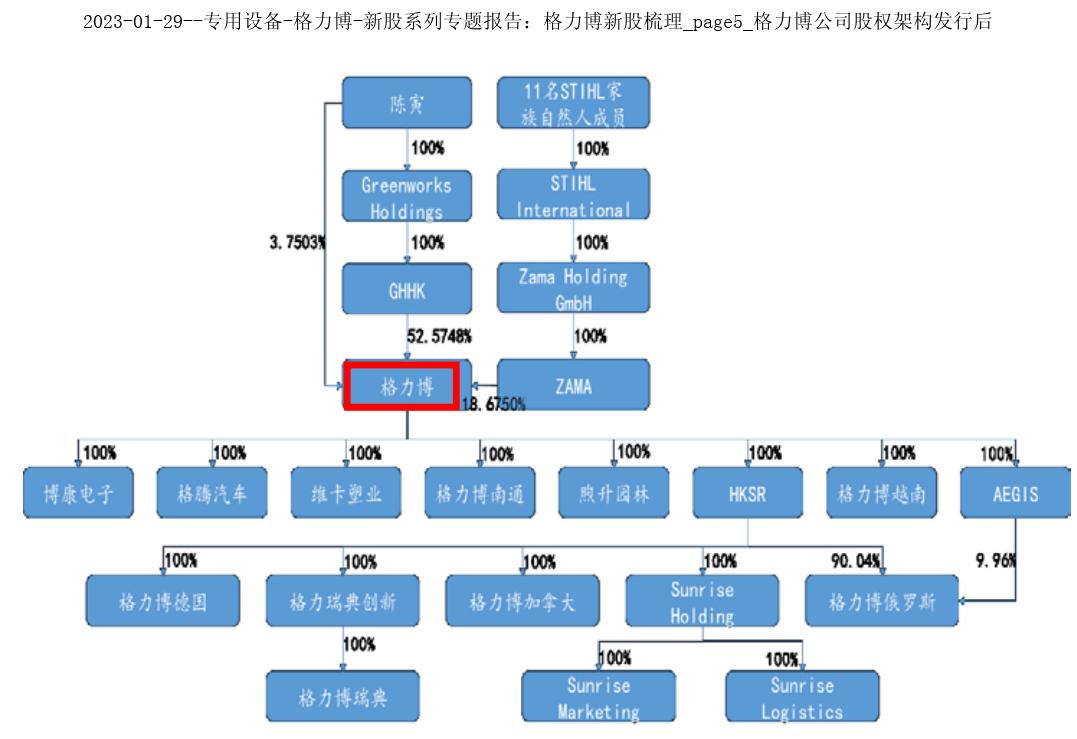 2023-01-29--专用设备-格力博-新股系列专题报告：格力博新股梳理_page5_格力博公司股权架构发行后
陈寅
11名STIHL家
族自然人成员
100%
100%
Greenworks
Holdings
STIHL
International
3.7503%
100%
100%
GHHK
Zama Holding
GmbH
52.5748%
100%
格力博
ZAMA
18.6750%
100%
100%
100%
100%
100%
100%
100%
100%
博康电子
格腾汽车
维卡塑业
格力博南通
煦升园林
HKSR
格力博越南
AEGIS
100%
100%
100%
100%
90.04%
9.96%
格力博德国
格力瑞典创新
格力博加拿大
Sunrise
Holding
格力博俄罗斯
100%
100%
100%
格力博瑞典
Sunrise
Marketing
Sunrise
Logistics